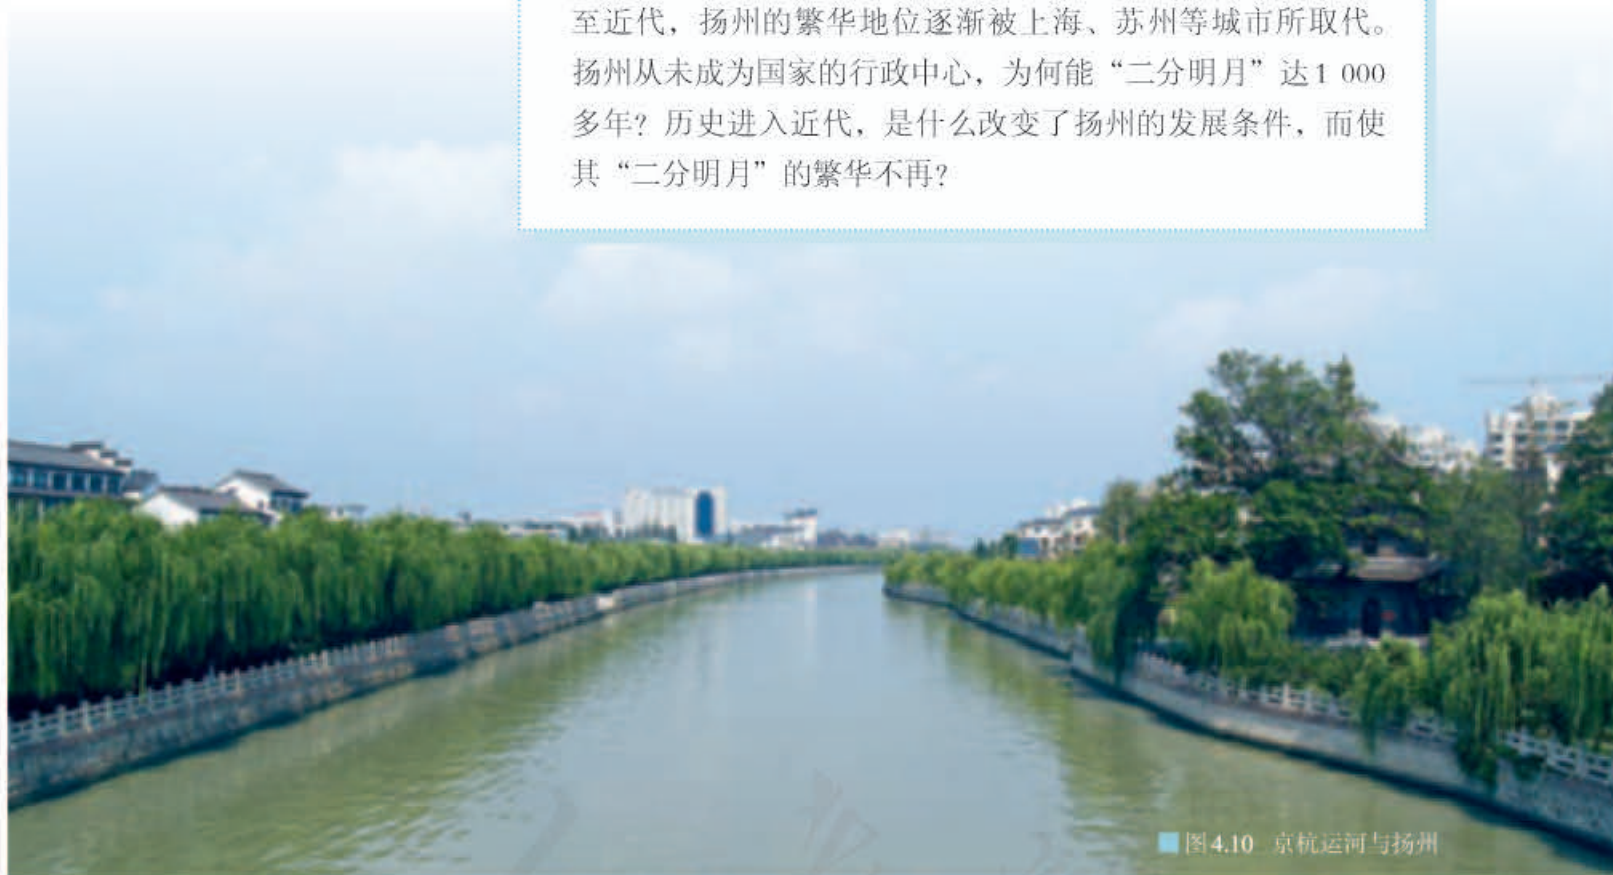 至近代，扬州的繁华地位逐渐被上海、苏州等城市所取代。
扬州从未成为国家的行政中心，为何能“二分明月”达1 000
多年？历史进入近代，是什么改变了扬州的发展条件，而使
其“二分明月”的繁华不再？
图4.10 京杭运河与扬州